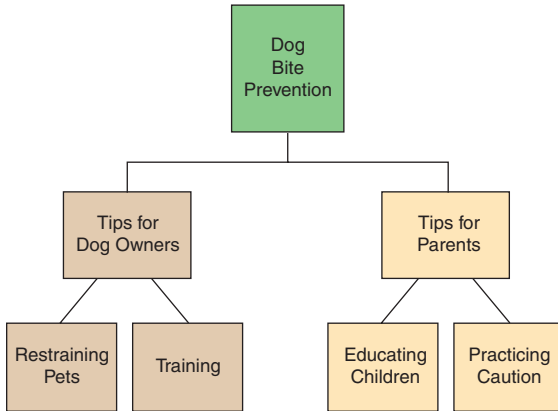 Dog
Bite
Prevention
Tips for
Dog Owners
Tips for
Parents
Restraining
Pets
Training
Educating
Children
Practicing
Caution